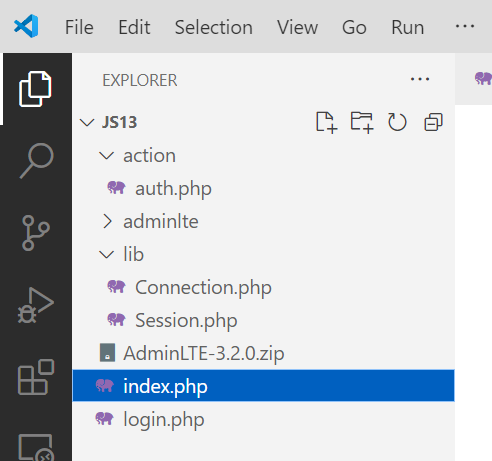 File Edit Selection View Go Run ...
EXPLORER ...
JS13
action
auth.php
adminlte
lib
Connection.php
Session.php
AdminLTE-3.2.0.zip
index.php
login.php